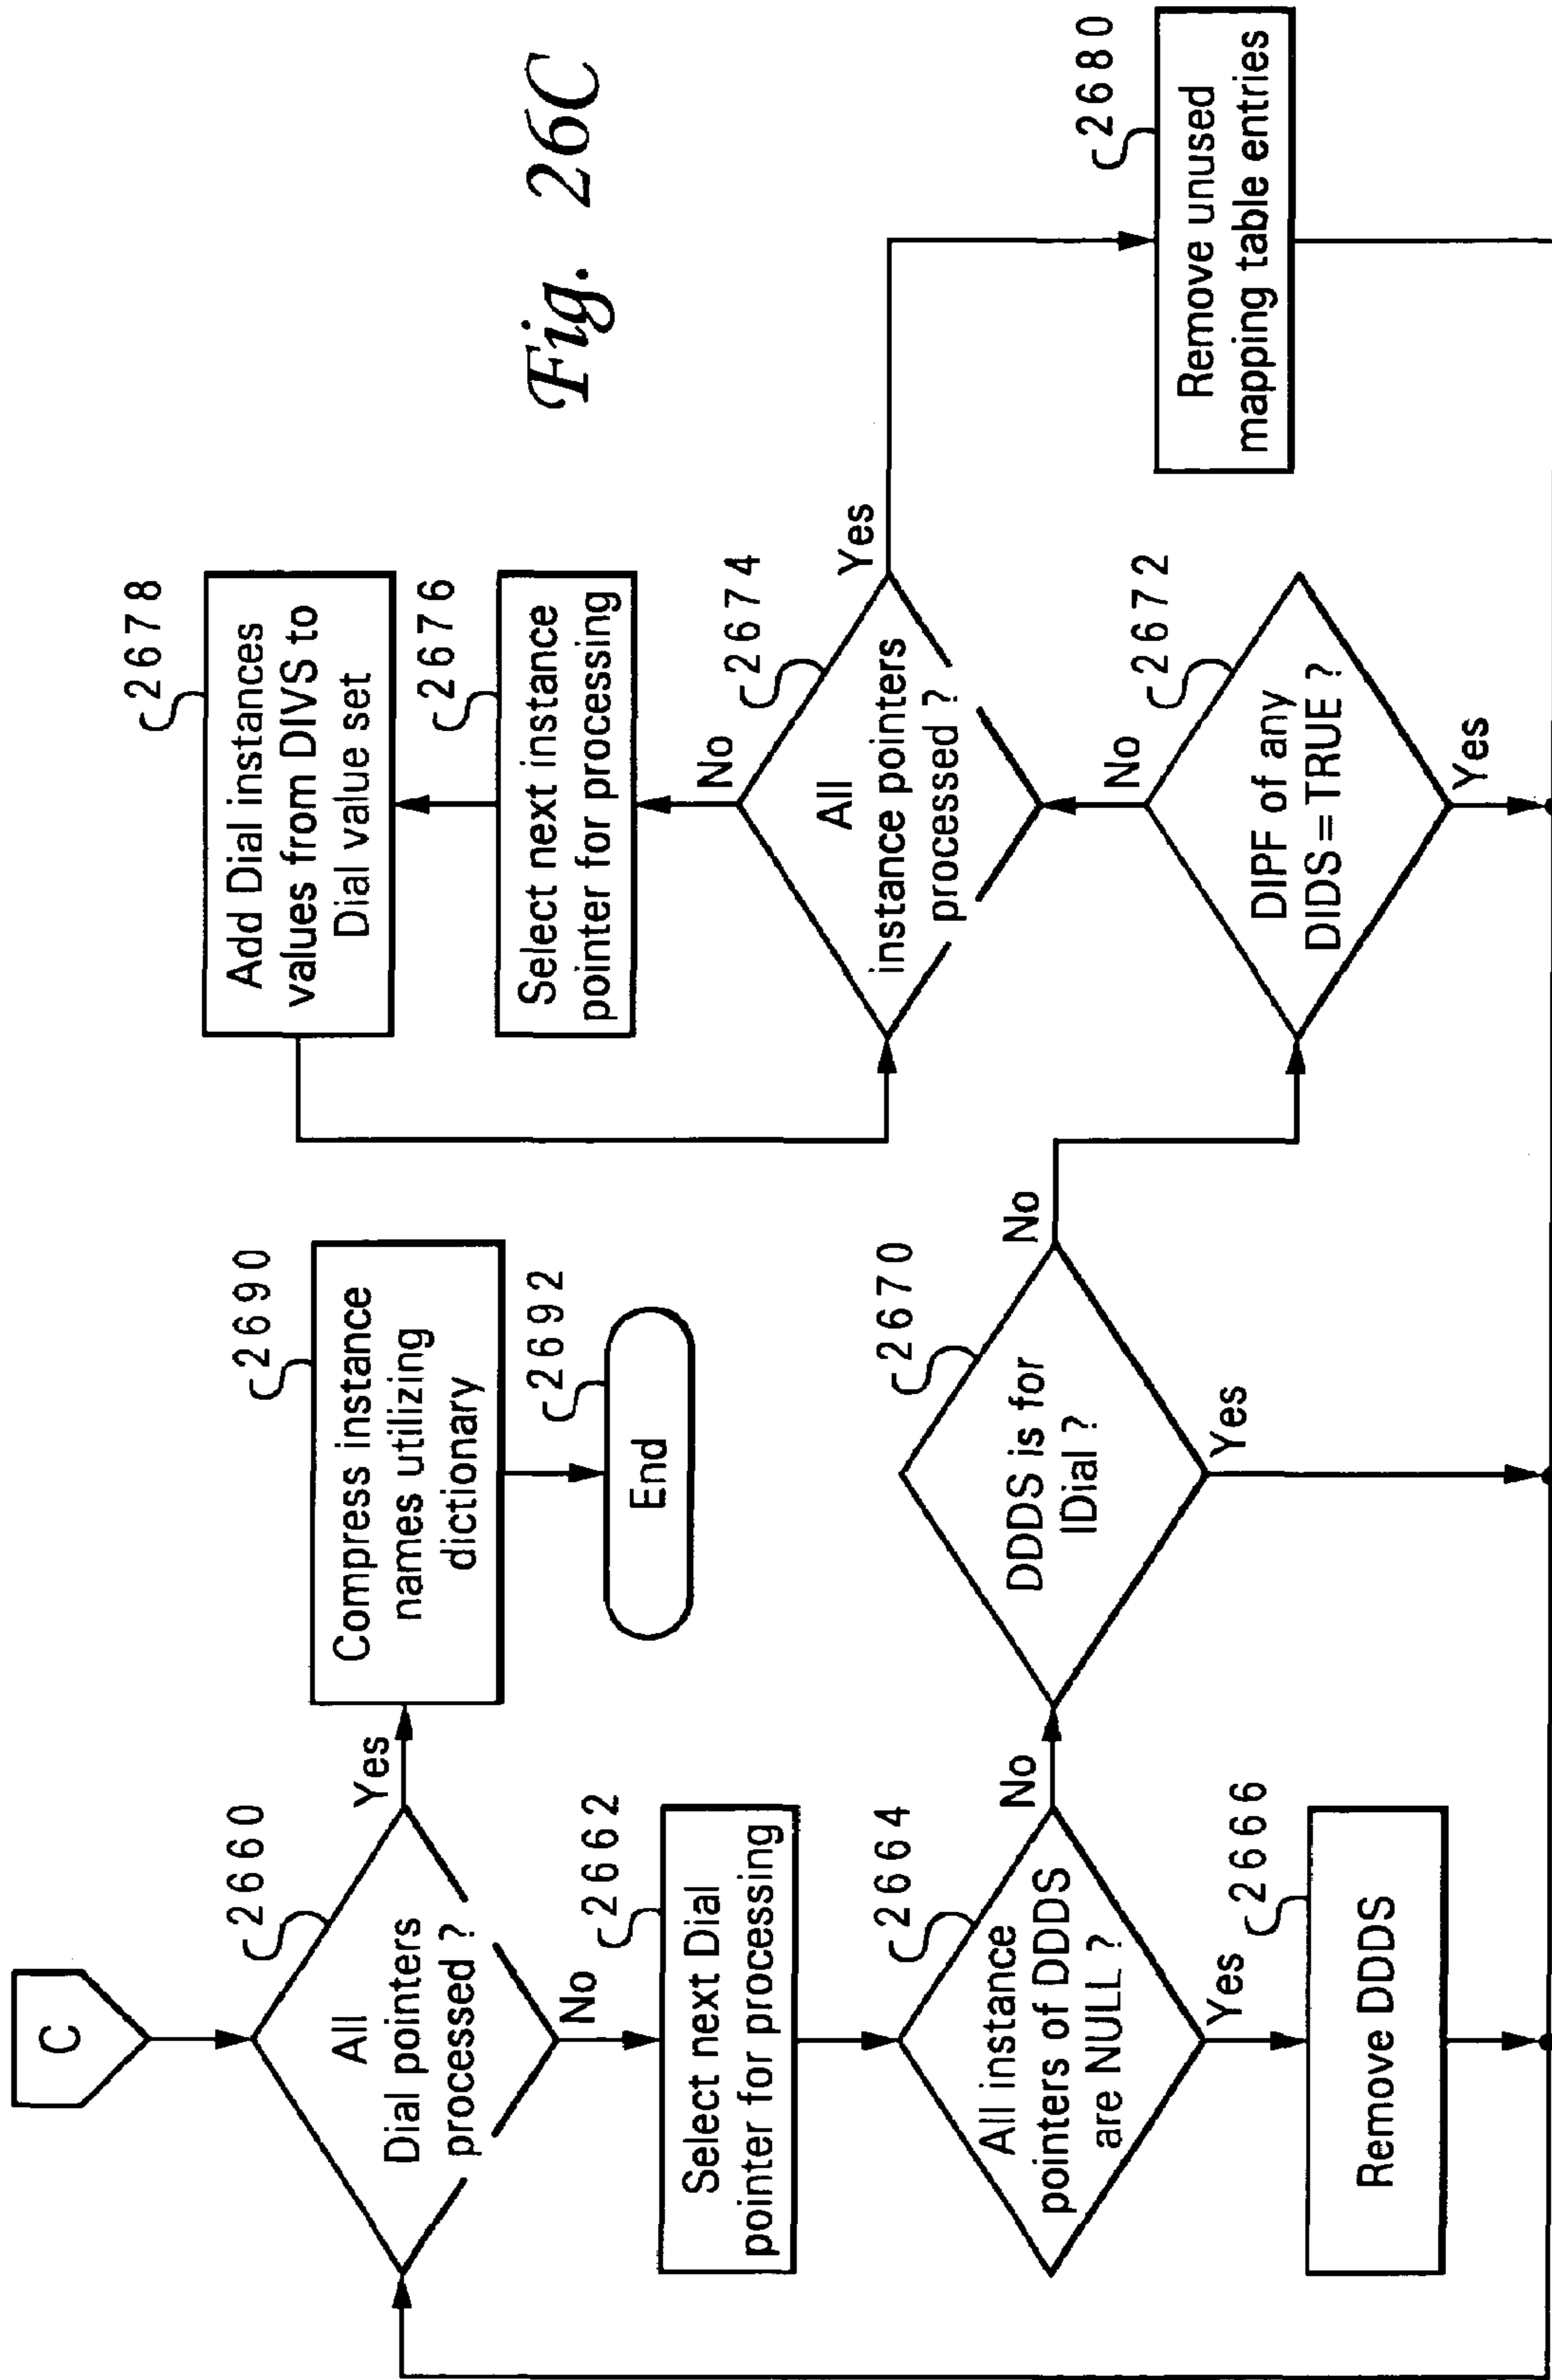 C
2660
All
Dial pointers
processed ?
Yes
No
2690
Compress instance
names utilizing
dictionary
2692
End
2662
Select next Dial
pointer for processing
2664
All instance
pointers of DDDS
are NULL ?
No
Yes
2666
Remove DDDS
2670
DDDS is for
IDial ?
No
Yes
2672
DIPF of any
DIDS = TRUE ?
No
Yes
2674
All
instance pointers
processed ?
No
Yes
2676
Select next instance
pointer for processing
2678
Add Dial instances
values from DIVS to
Dial value set
2680
Remove unused
mapping table entries
Fig. 26C